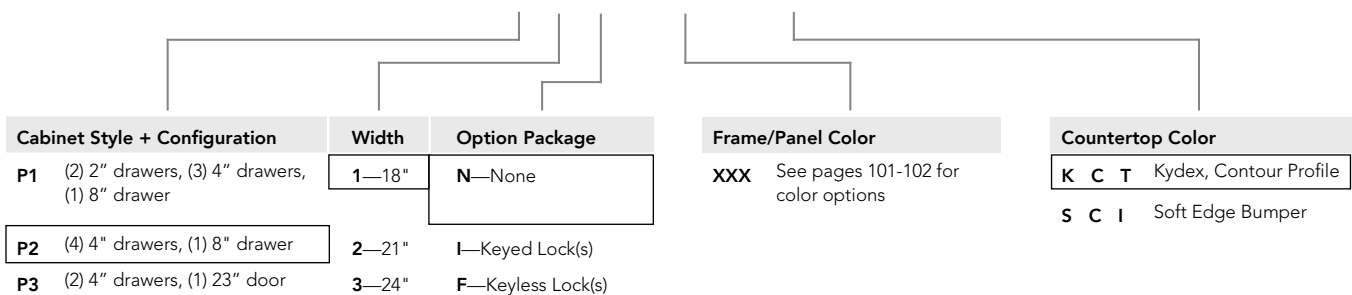 Cabinet Style + Configuration
Width
Option Package
Frame/Panel Color
Countertop Color
P1 (2) 2” drawers, (3) 4” drawers,
(1) 8” drawer
1—18"
N—None
XXX See pages 101-102 for
color options
K C T Kydex, Contour Profile
S C I Soft Edge Bumper
P2 (4) 4" drawers, (1) 8" drawer
2—21"
I—Keyed Lock(s)
P3 (2) 4” drawers, (1) 23” door
3—24"
F—Keyless Lock(s)